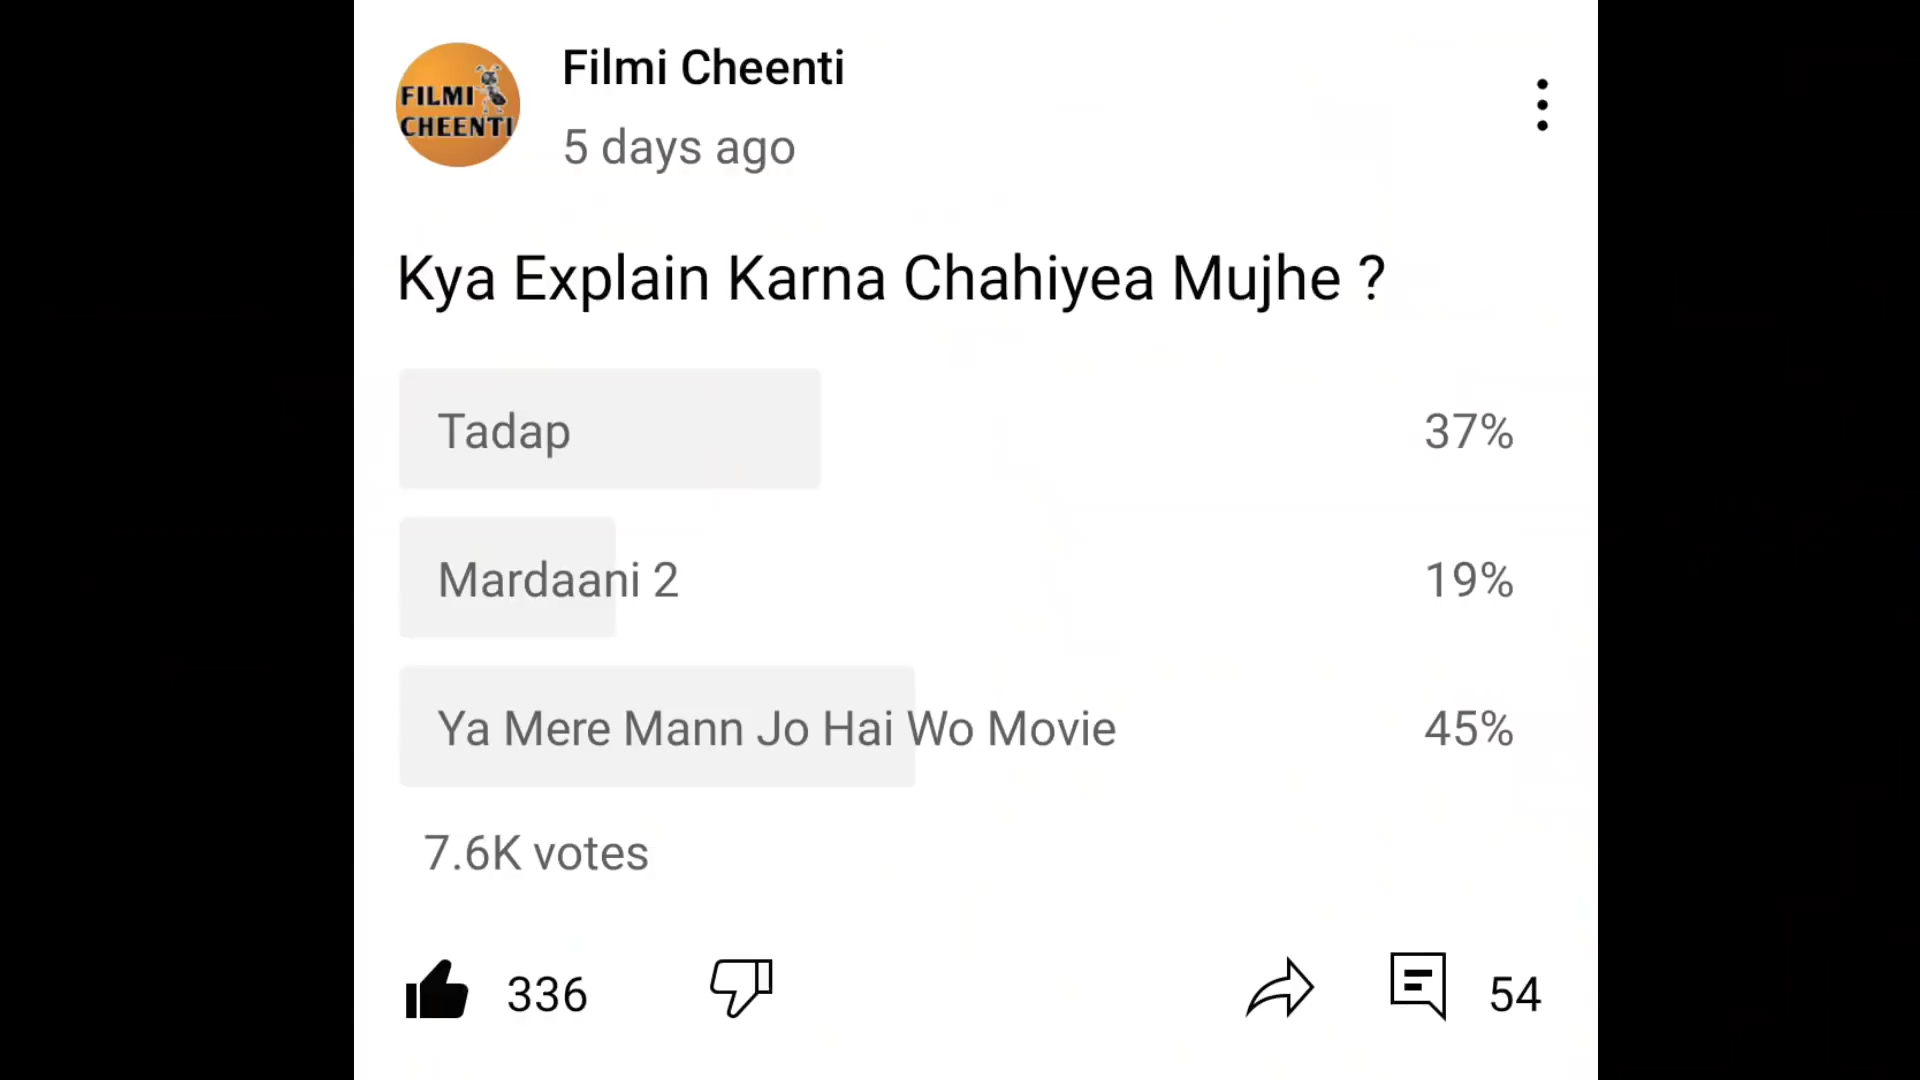 FILMI
CHEENTI
Filmi Cheenti
5 days ago
Kya Explain Karna Chahiyea Mujhe ?
Tadap 37%
Mardaani 2 19%
Ya Mere Mann Jo Hai Wo Movie 45%
7.6K votes
336 54